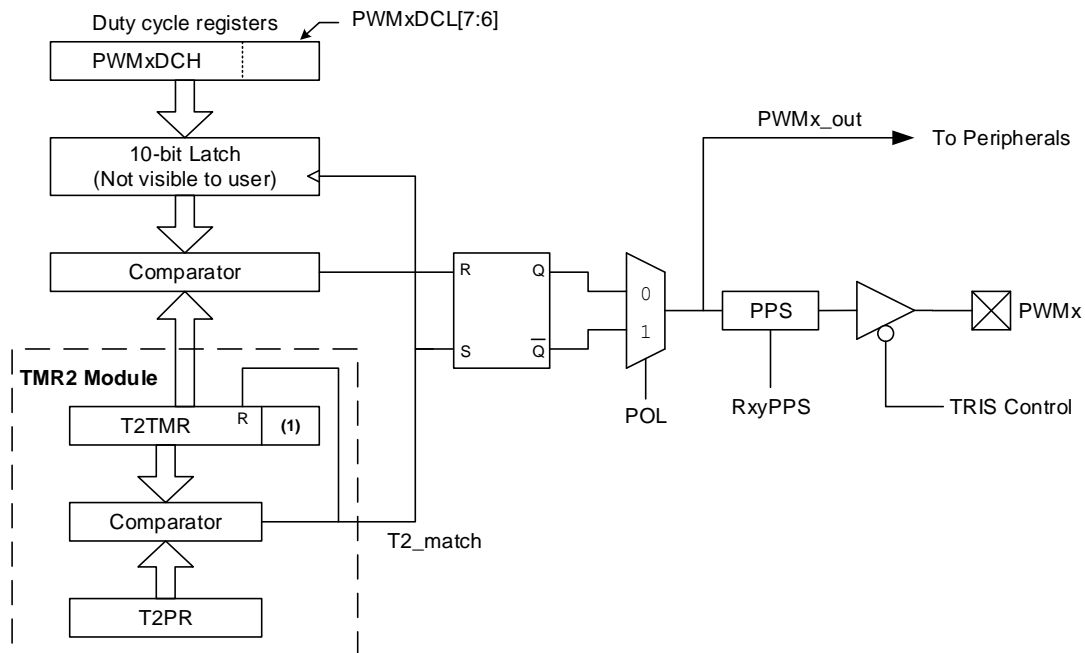 Duty cycle registers
PWMxDCL[7:6]
PWMxDCH
10-bit Latch
(Not visible to user)
Comparator
R
S
Q
Q̅
0
1
POL
PWMx_out
To Peripherals
PPS
RxyPPS
PWMx
TRIS Control
TMR2 Module
T2TMR
R
(1)
Comparator
T2_match
T2PR